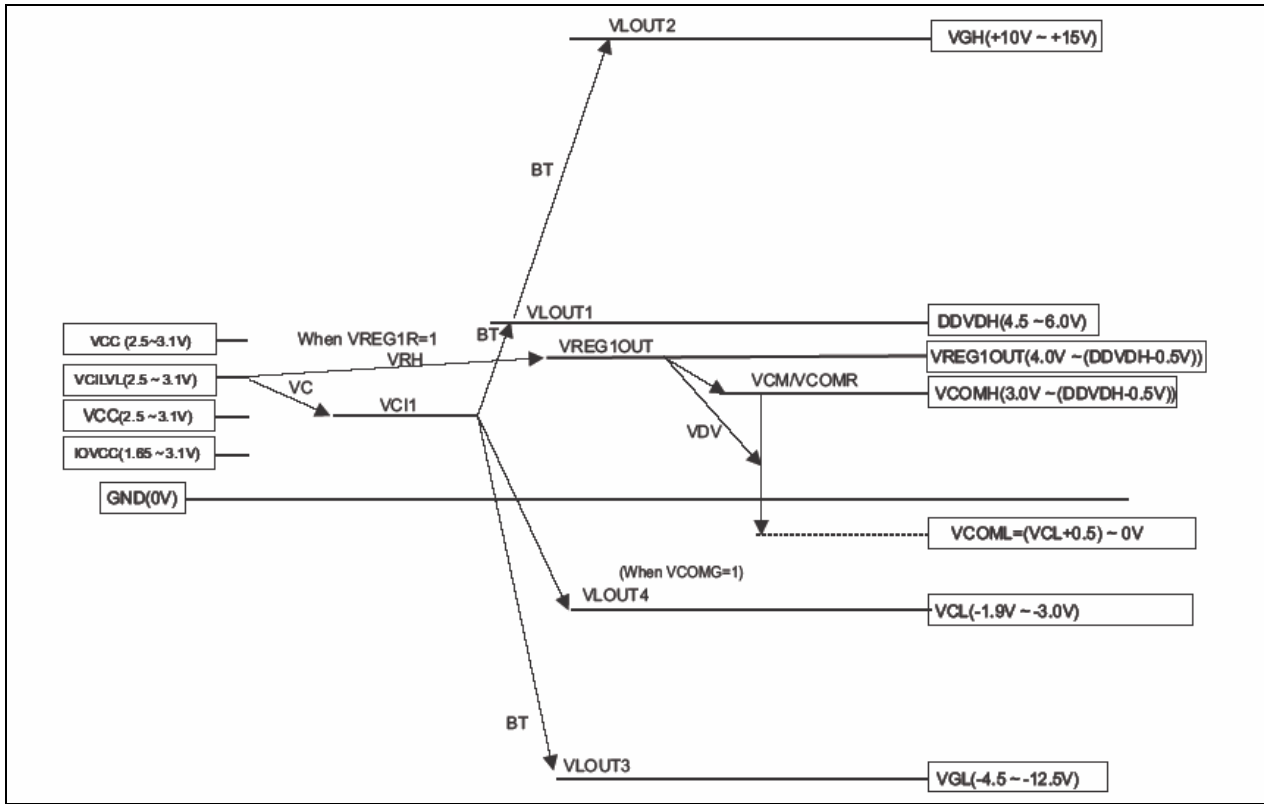 VLOUT2
VGH(+10V ~ +15V)
BT
VLOUT1
DDVDH(4.5 ~6.0V)
VCC (2.5~3.1V)
When VREG1R=1
BT
VREG1OUT
VREG1OUT(4.0V ~(DDVDH-0.5V))
VRH
VCILVL(2.5 ~ 3.1V)
VC
VCM/VCOMR
VCOMH(3.0V ~(DDVDH-0.5V))
VCC(2.5~3.1V)
VCI1
VDV
IOVCC(1.65 ~3.1V)
GND(0V)
VCOML=(VCL+0.5) ~ 0V
(When VCOMG=1)
VLOUT4
VCL(-1.9V ~ -3.0V)
BT
VLOUT3
VGL(-4.5 ~ -12.5V)